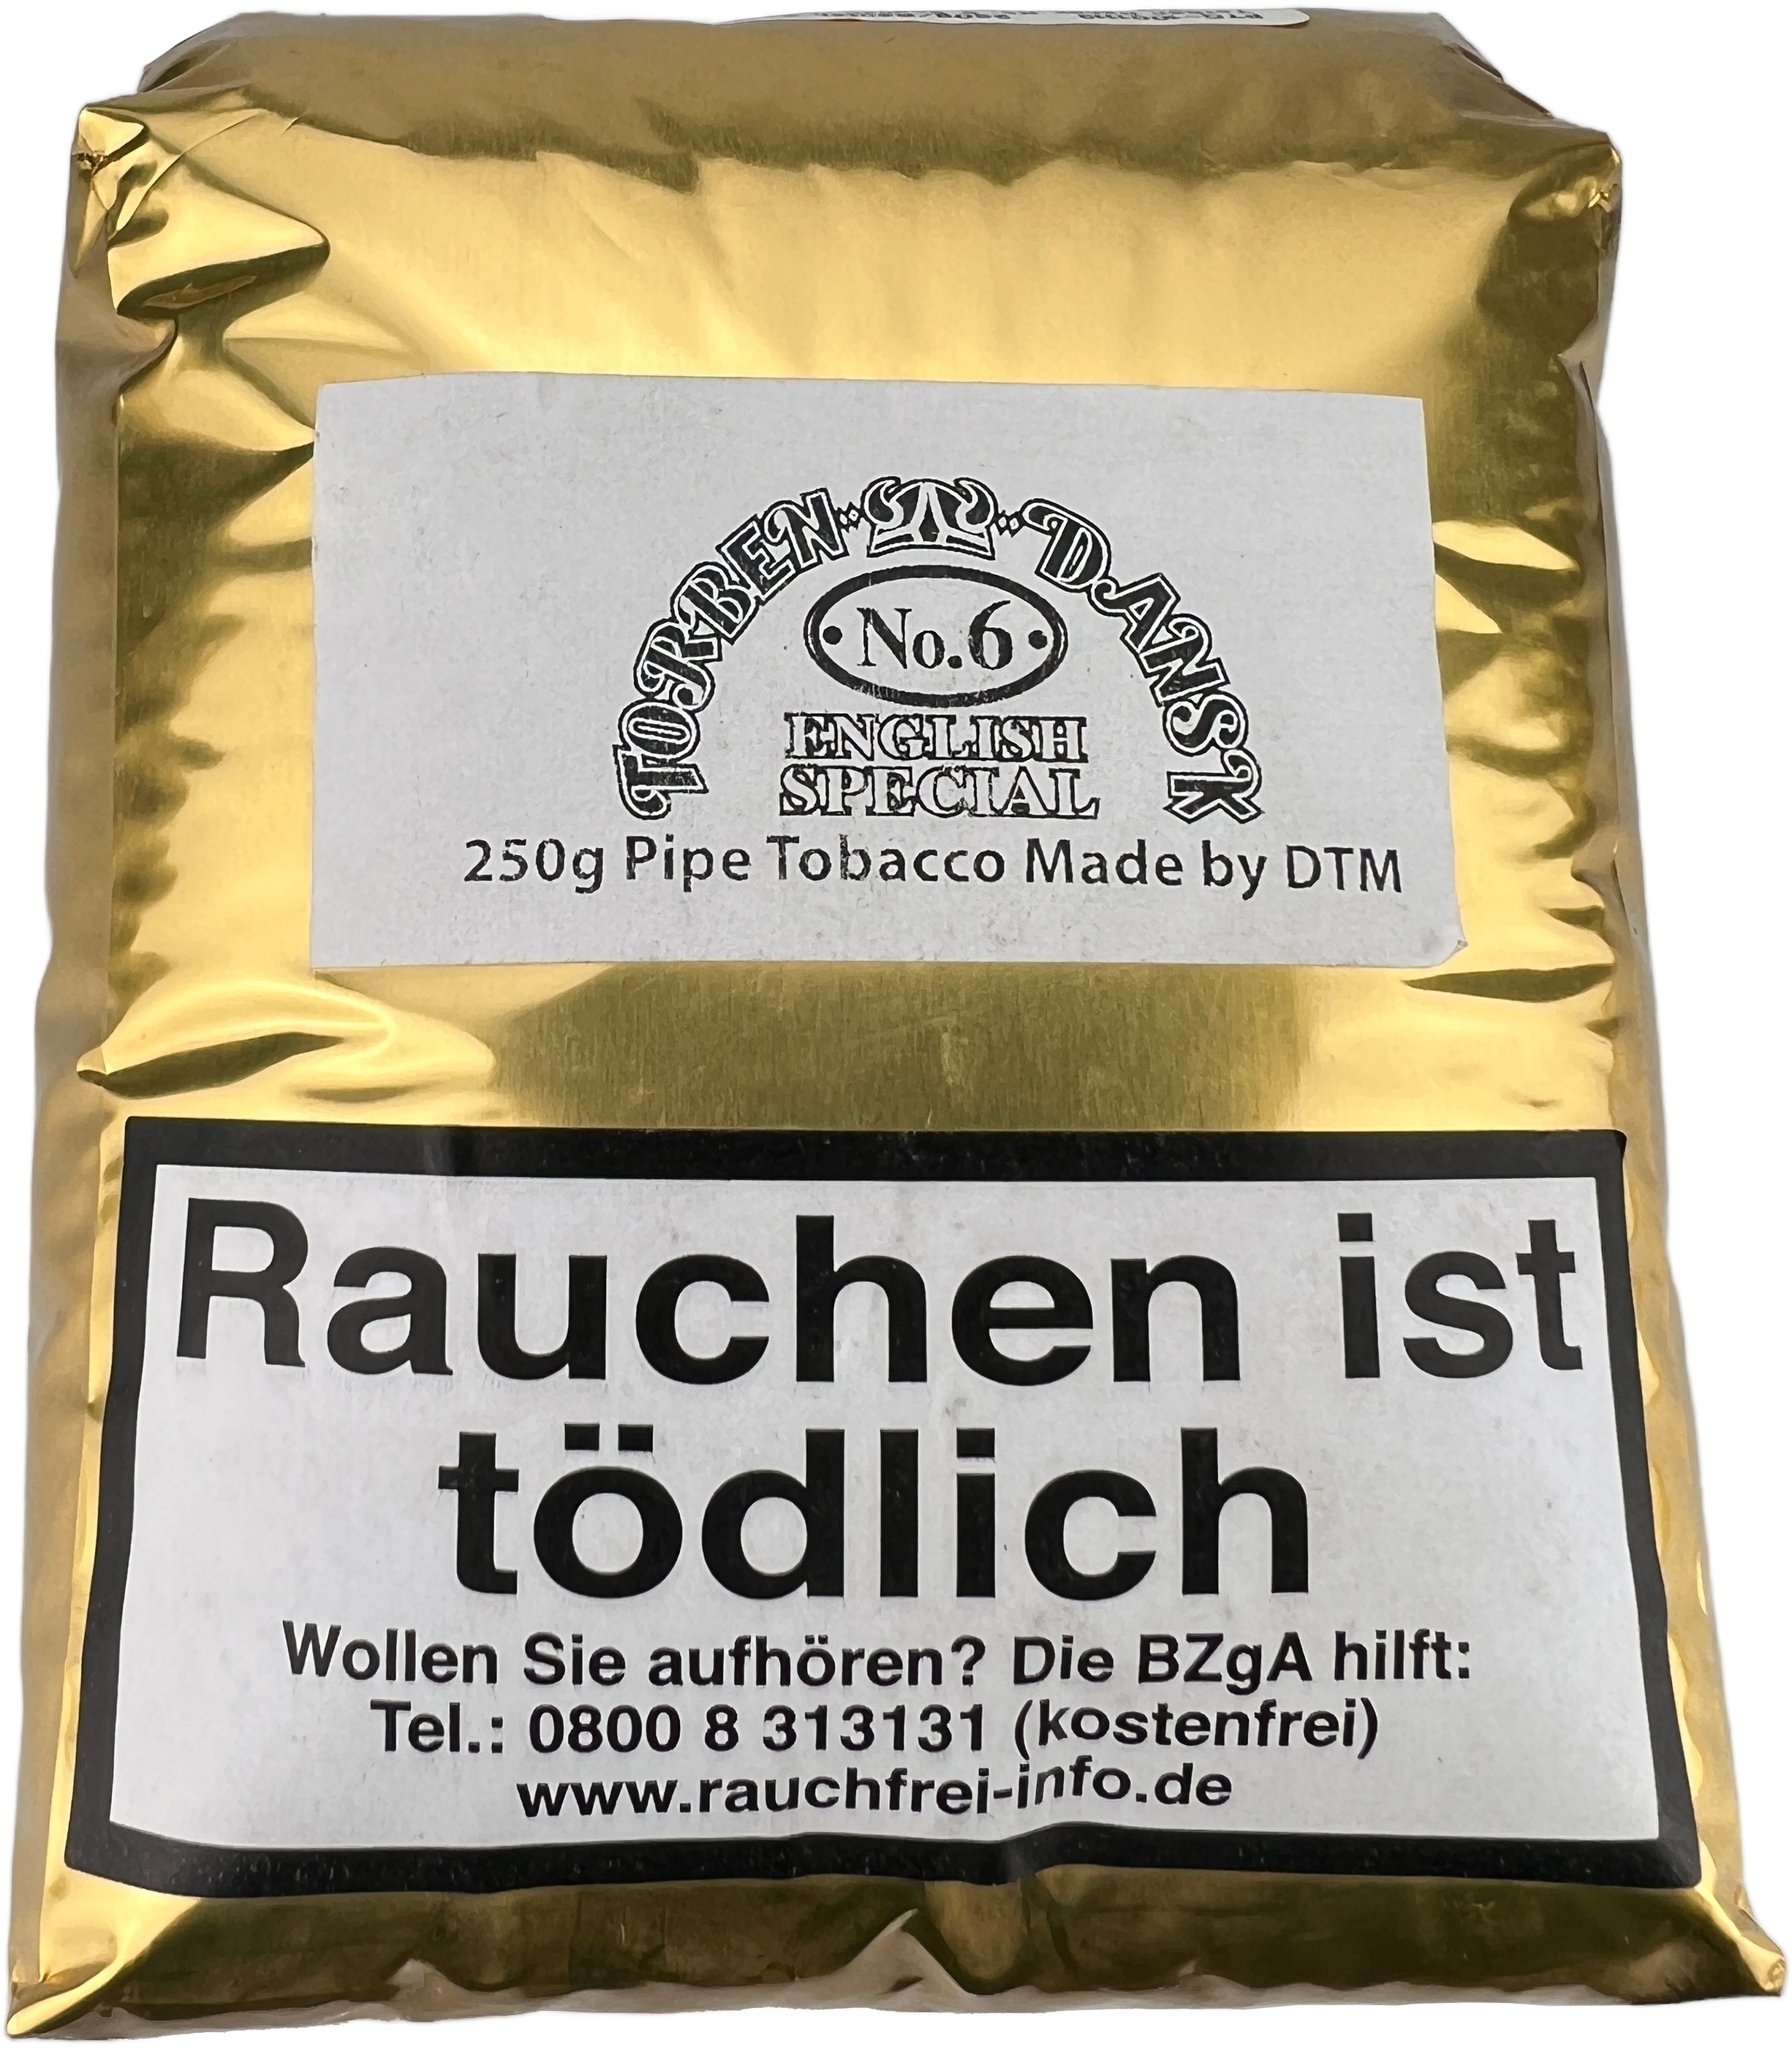 TORBEN DANSK
No.6
ENGLISH
SPECIAL
250g Pipe Tobacco Made by DTM
Rauchen ist
tödlich
Wollen Sie aufhören? Die BZgA hilft:
Tel.: 0800 8 313131 (kostenfrei)
www.rauchfrei-info.de